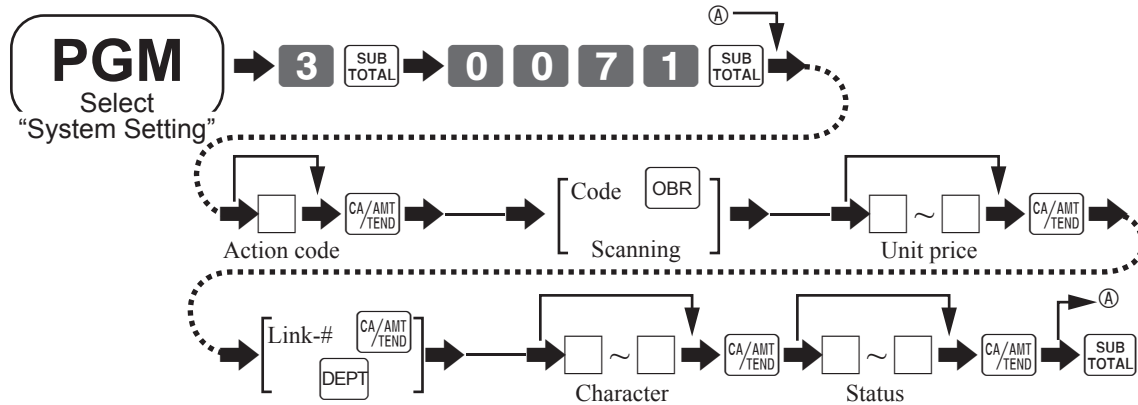 Ⓐ
PGM
Select
“System Setting”
3 SUB TOTAL 0 0 7 1 SUB TOTAL
CA/AMT /TEND Code OBR ~ CA/AMT /TEND
Action code Scanning Unit price
Ⓐ
Link-# CA/AMT /TEND
DEPT ~ CA/AMT /TEND ~ CA/AMT /TEND SUB TOTAL
Character Status